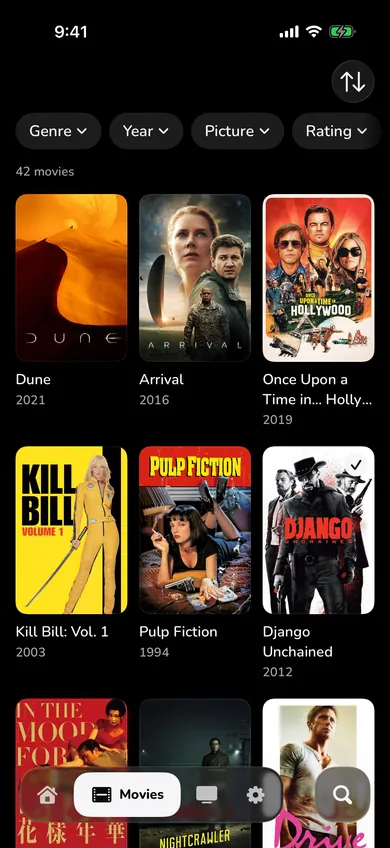 9:41
Genre
Year
Picture
Rating
42 movies
DUNE
ARRIVAL
ONCE UPON A TIME IN
HOLLYWOOD
Dune
2021
Arrival
2016
Once Upon a
Time in... Holly...
2019
KILL
BILL
VOLUME 1
PULP FICTION
DJANGO
UNCHAINED
Kill Bill: Vol. 1
2003
Pulp Fiction
1994
Django
Unchained
2012
IN THE
MOOD
FOR
花樣年華
NIGHTCRAWLER
Drive
Movies